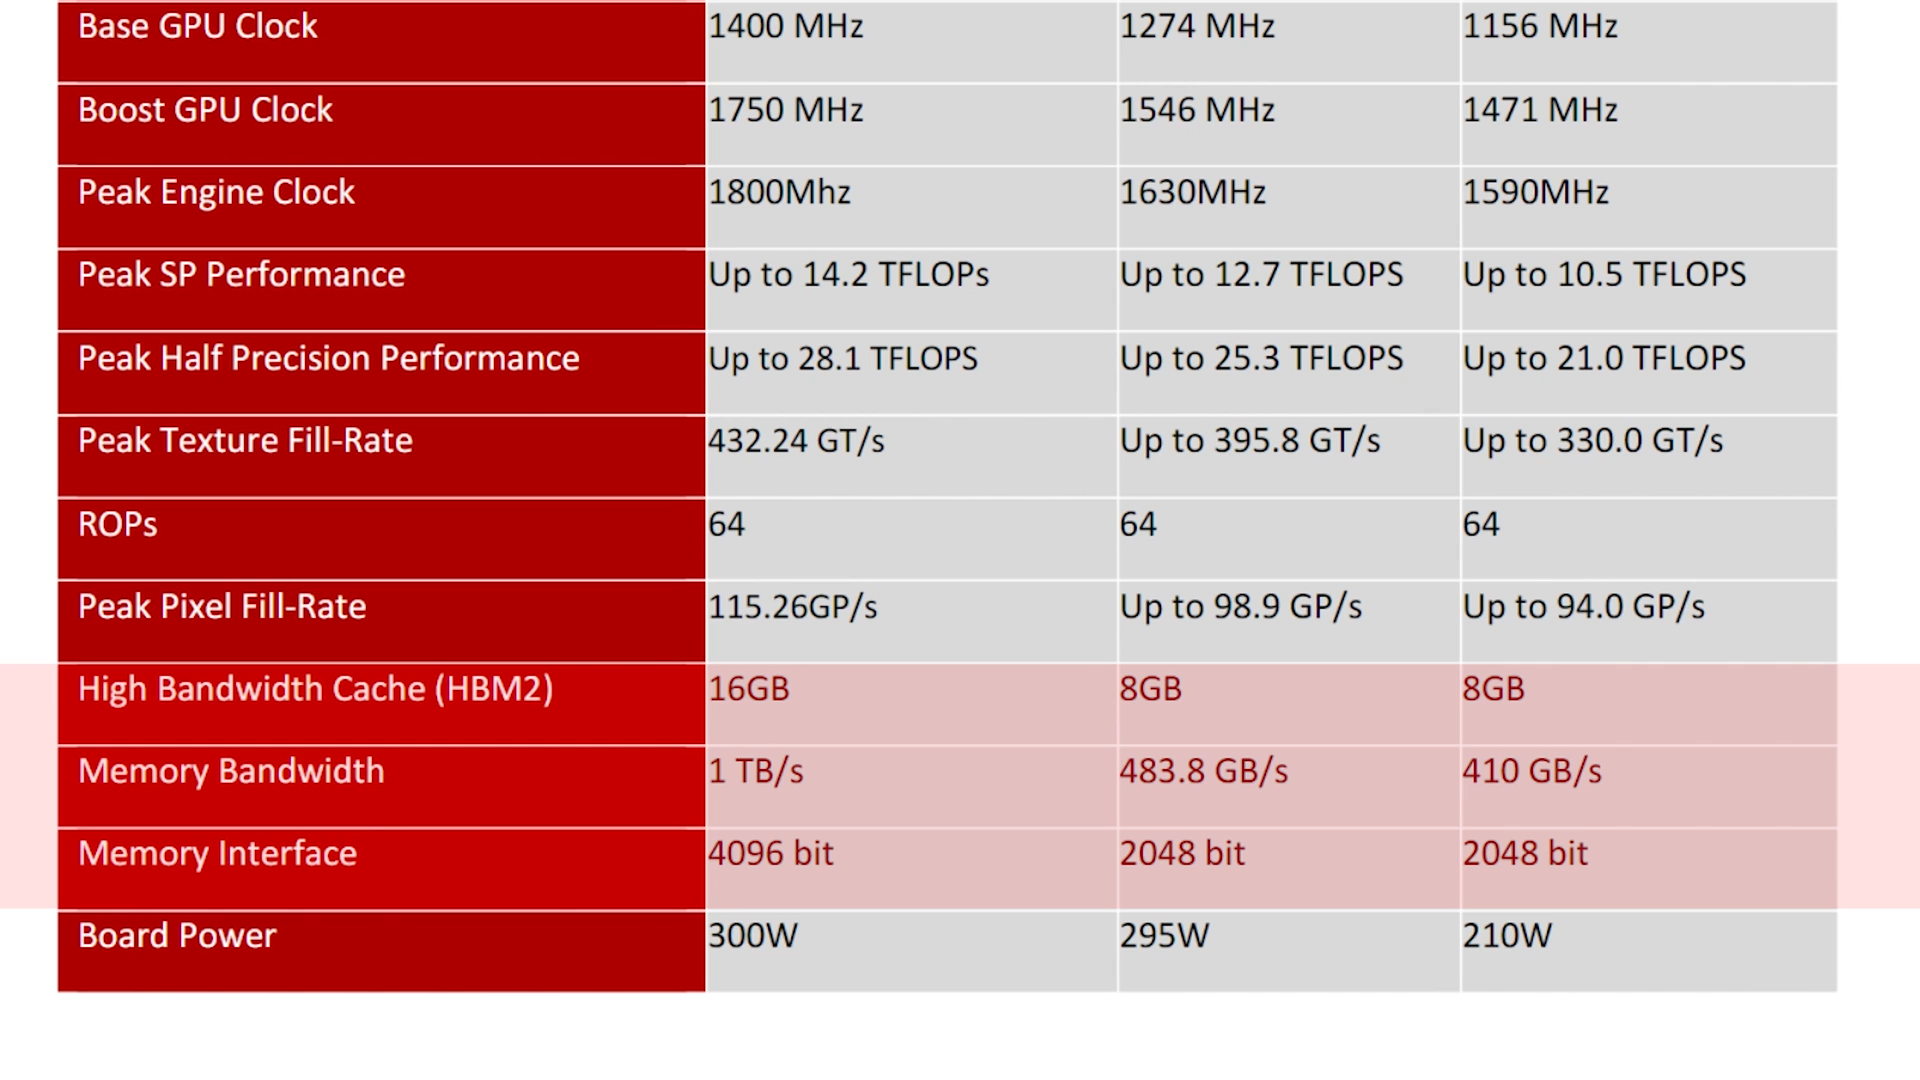 Base GPU Clock 1400 MHz 1274 MHz 1156 MHz
Boost GPU Clock 1750 MHz 1546 MHz 1471 MHz
Peak Engine Clock 1800Mhz 1630MHz 1590MHz
Peak SP Performance Up to 14.2 TFLOPs Up to 12.7 TFLOPS Up to 10.5 TFLOPS
Peak Half Precision Performance Up to 28.1 TFLOPS Up to 25.3 TFLOPS Up to 21.0 TFLOPS
Peak Texture Fill-Rate 432.24 GT/s Up to 395.8 GT/s Up to 330.0 GT/s
ROPs 64 64 64
Peak Pixel Fill-Rate 115.26GP/s Up to 98.9 GP/s Up to 94.0 GP/s
High Bandwidth Cache (HBM2) 16GB 8GB 8GB
Memory Bandwidth 1 TB/s 483.8 GB/s 410 GB/s
Memory Interface 4096 bit 2048 bit 2048 bit
Board Power 300W 295W 210W